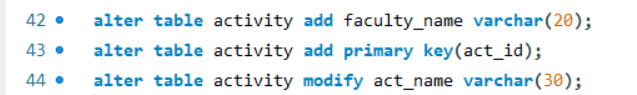 42 • alter table activity add faculty_name varchar(20);
43 • alter table activity add primary key(act_id);
44 • alter table activity modify act_name varchar(30);